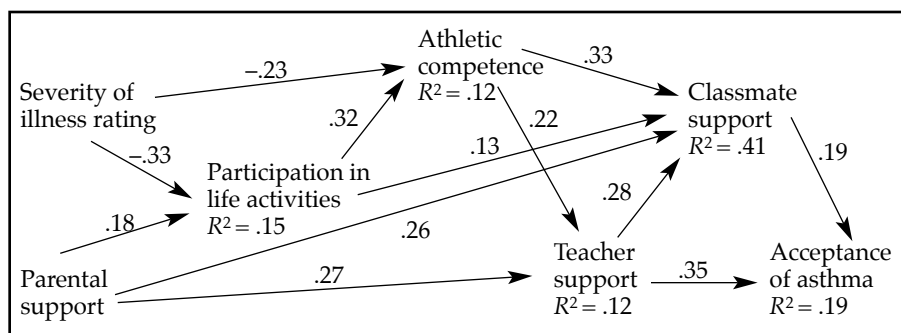 Athletic
competence
R² = .12
–.23
.33
Severity of
illness rating
Classmate
support
R² = .41
.32
.22
–.33
.13
.19
Participation in
life activities
R² = .15
.28
.18
.26
Parental
support
.27
Teacher
support
R² = .12
.35
Acceptance
of asthma
R² = .19